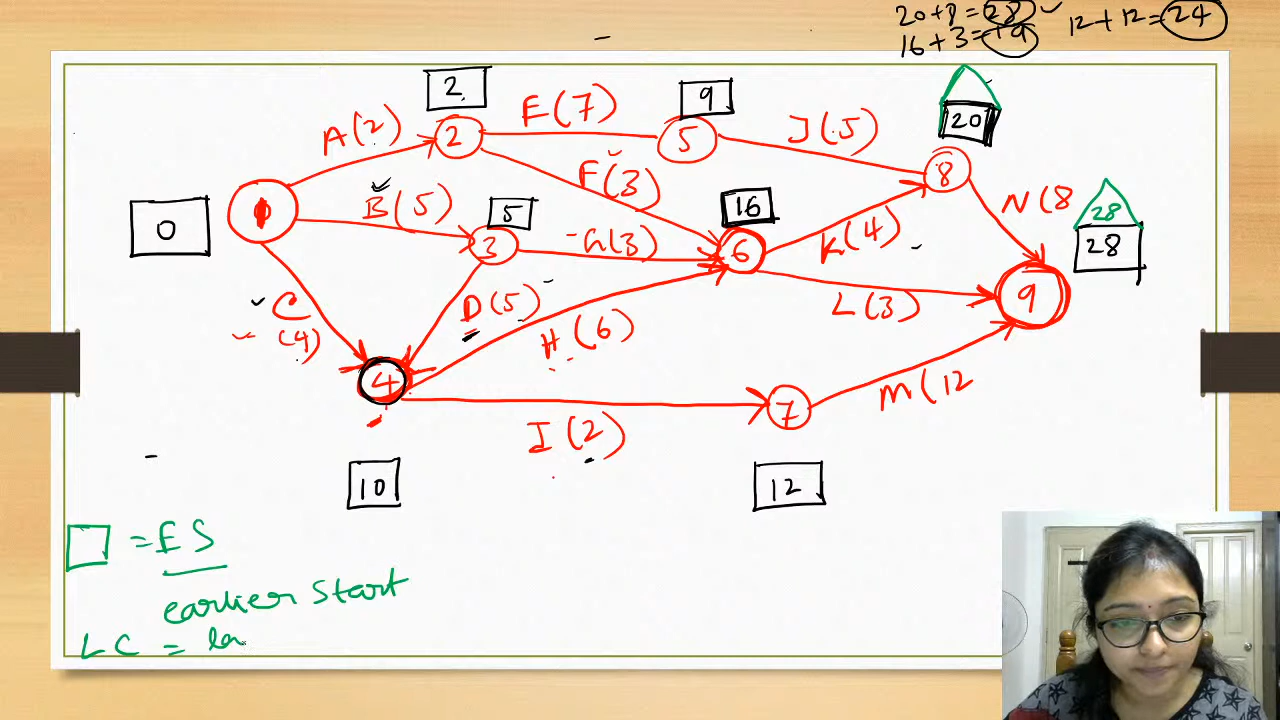 20+8=28 ✓
16+3=19
12+12=24
2
9
20
E(7)
A(2)
2
5
J(5)
8
F(3)
N(8
28
28
0
B(5)
5
16
3
G(3)
6
K(4)
9
C
(4)
D(5)
H(6)
L(3)
4
7
M(12
I(2)
10
12
= ES
earlier start
LC = la